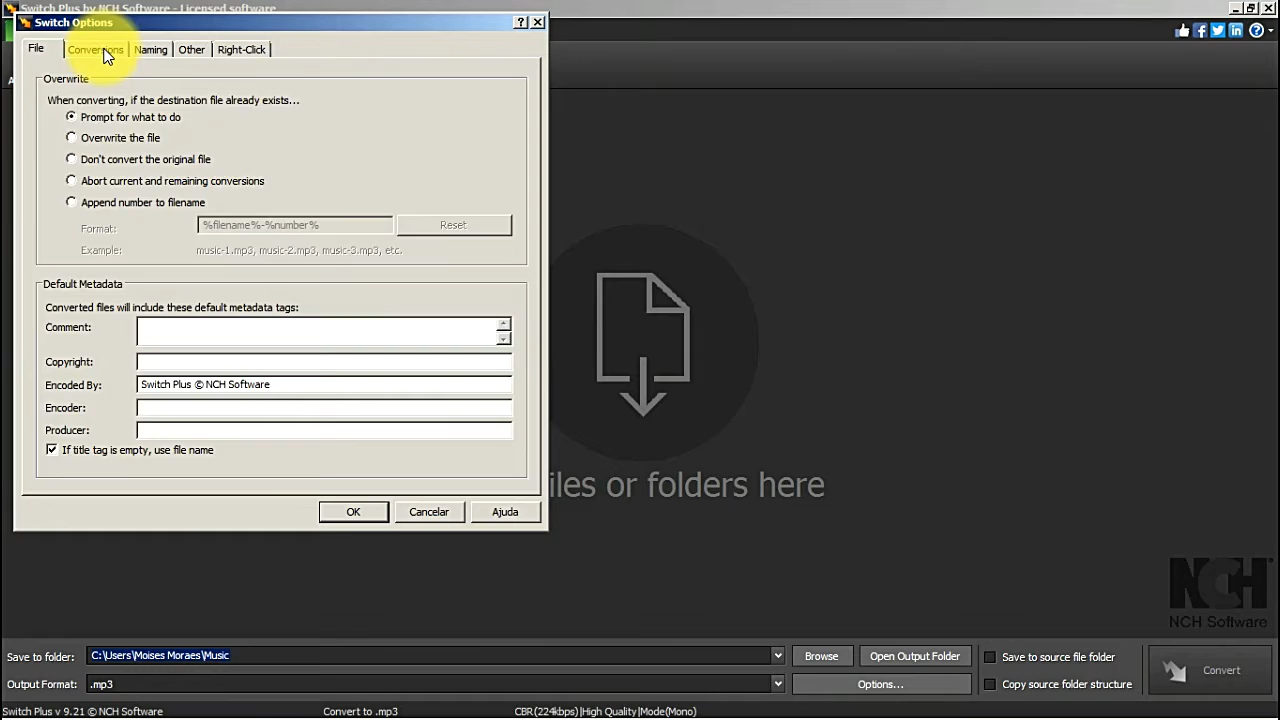 Switch Plus by NCH Software - Licensed software
Switch Options
File
Conversions
Naming
Other
Right-Click
Overwrite
When converting, if the destination file already exists...
Prompt for what to do
Overwrite the file
Don't convert the original file
Abort current and remaining conversions
Append number to filename
Format:
%filename%-%number%
Reset
Example:
music-1.mp3, music-2.mp3, music-3.mp3, etc.
Default Metadata
Converted files will include these default metadata tags:
Comment:
Copyright:
Encoded By:
Switch Plus © NCH Software
Encoder:
Producer:
If title tag is empty, use file name
OK
Cancelar
Ajuda
files or folders here
NCH
NCH Software
Save to folder:
C:\Users\Moises Moraes\Music
Browse
Open Output Folder
Save to source file folder
Convert
Output Format:
.mp3
Options...
Copy source folder structure
Switch Plus v 9.21 © NCH Software
Convert to .mp3
CBR(224kbps)|High Quality|Mode(Mono)